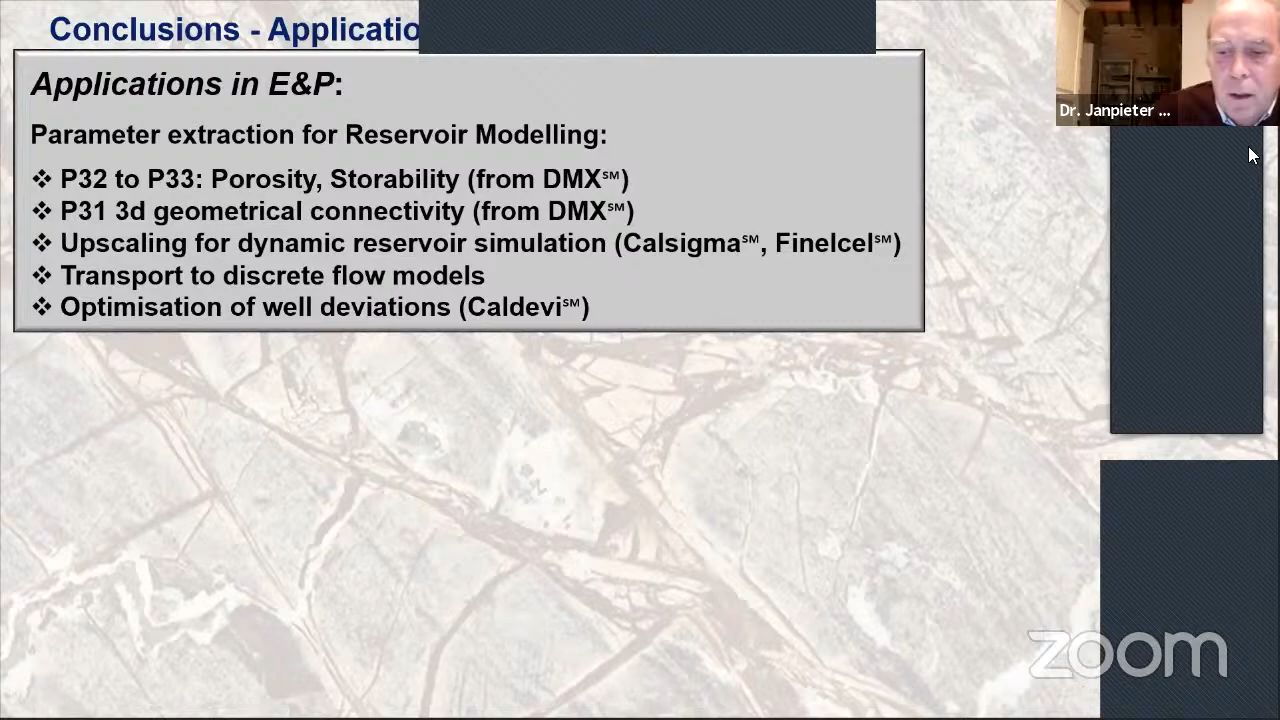 Conclusions - Applicatio
Applications in E&P:
Dr. Janpieter ...
Parameter extraction for Reservoir Modelling:
❖ P32 to P33: Porosity, Storability (from DMX℠)
❖ P31 3d geometrical connectivity (from DMX℠)
❖ Upscaling for dynamic reservoir simulation (Calsigma℠, Finelcel℠)
❖ Transport to discrete flow models
❖ Optimisation of well deviations (Caldevi℠)
zoom